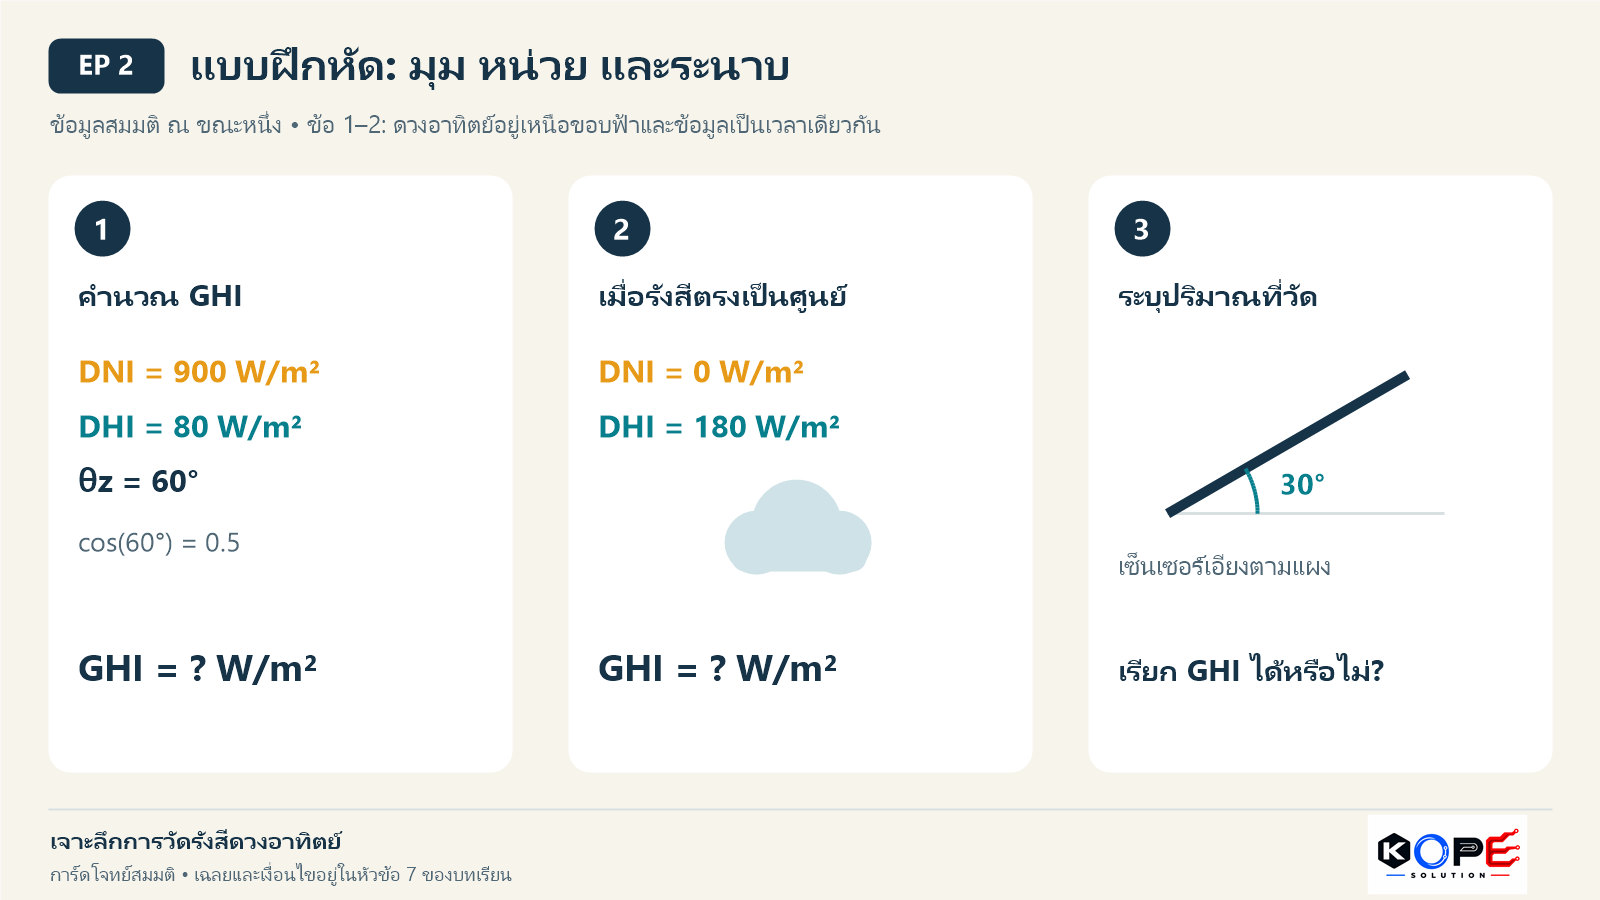 EP 2
แบบฝึกหัด: มุม หน่วย และระนาบ
ข้อมูลสมมติ ณ ขณะหนึ่ง • ข้อ 1–2: ดวงอาทิตย์อยู่เหนือขอบฟ้าและข้อมูลเป็นเวลาเดียวกัน
1
คำนวณ GHI
DNI = 900 W/m²
DHI = 80 W/m²
θz = 60°
cos(60°) = 0.5
GHI = ? W/m²
2
เมื่อรังสีตรงเป็นศูนย์
DNI = 0 W/m²
DHI = 180 W/m²
GHI = ? W/m²
3
ระบุปริมาณที่วัด
30°
เซ็นเซอร์เอียงตามแผง
เรียก GHI ได้หรือไม่?
เจาะลึกการวัดรังสีดวงอาทิตย์
การ์ดโจทย์สมมติ • เฉลยและเงื่อนไขอยู่ในหัวข้อ 7 ของบทเรียน
KOPE
SOLUTION